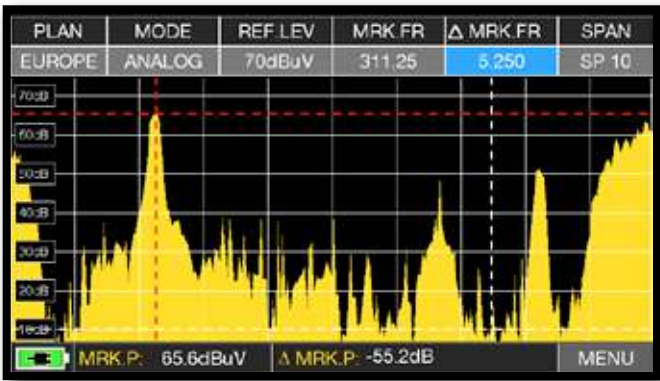 PLAN MODE REF.LEV MRK.FR Δ MRK.FR SPAN
EUROPE ANALOG 70dBuV 311.25 5.250 SP 10
70dB
60dB
50dB
40dB
30dB
20dB
10dB
MRK.P: 65.6dBuV Δ MRK.P: -55.2dB MENU